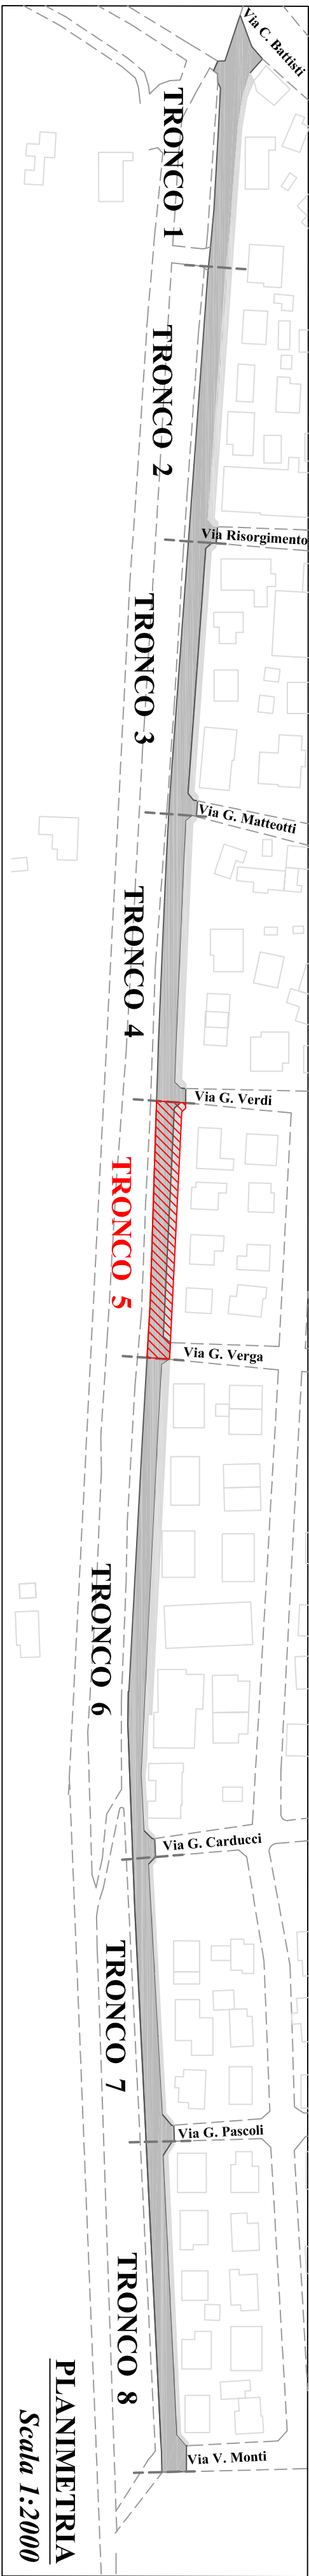 Via C. Battisti
TRONCO 1
TRONCO 2
Via Risorgimento
TRONCO 3
Via G. Matteotti
TRONCO 4
Via G. Verdi
TRONCO 5
Via G. Verga
TRONCO 6
Via G. Carducci
TRONCO 7
Via G. Pascoli
TRONCO 8
Via V. Monti
PLANIMETRIA
Scala 1:2000